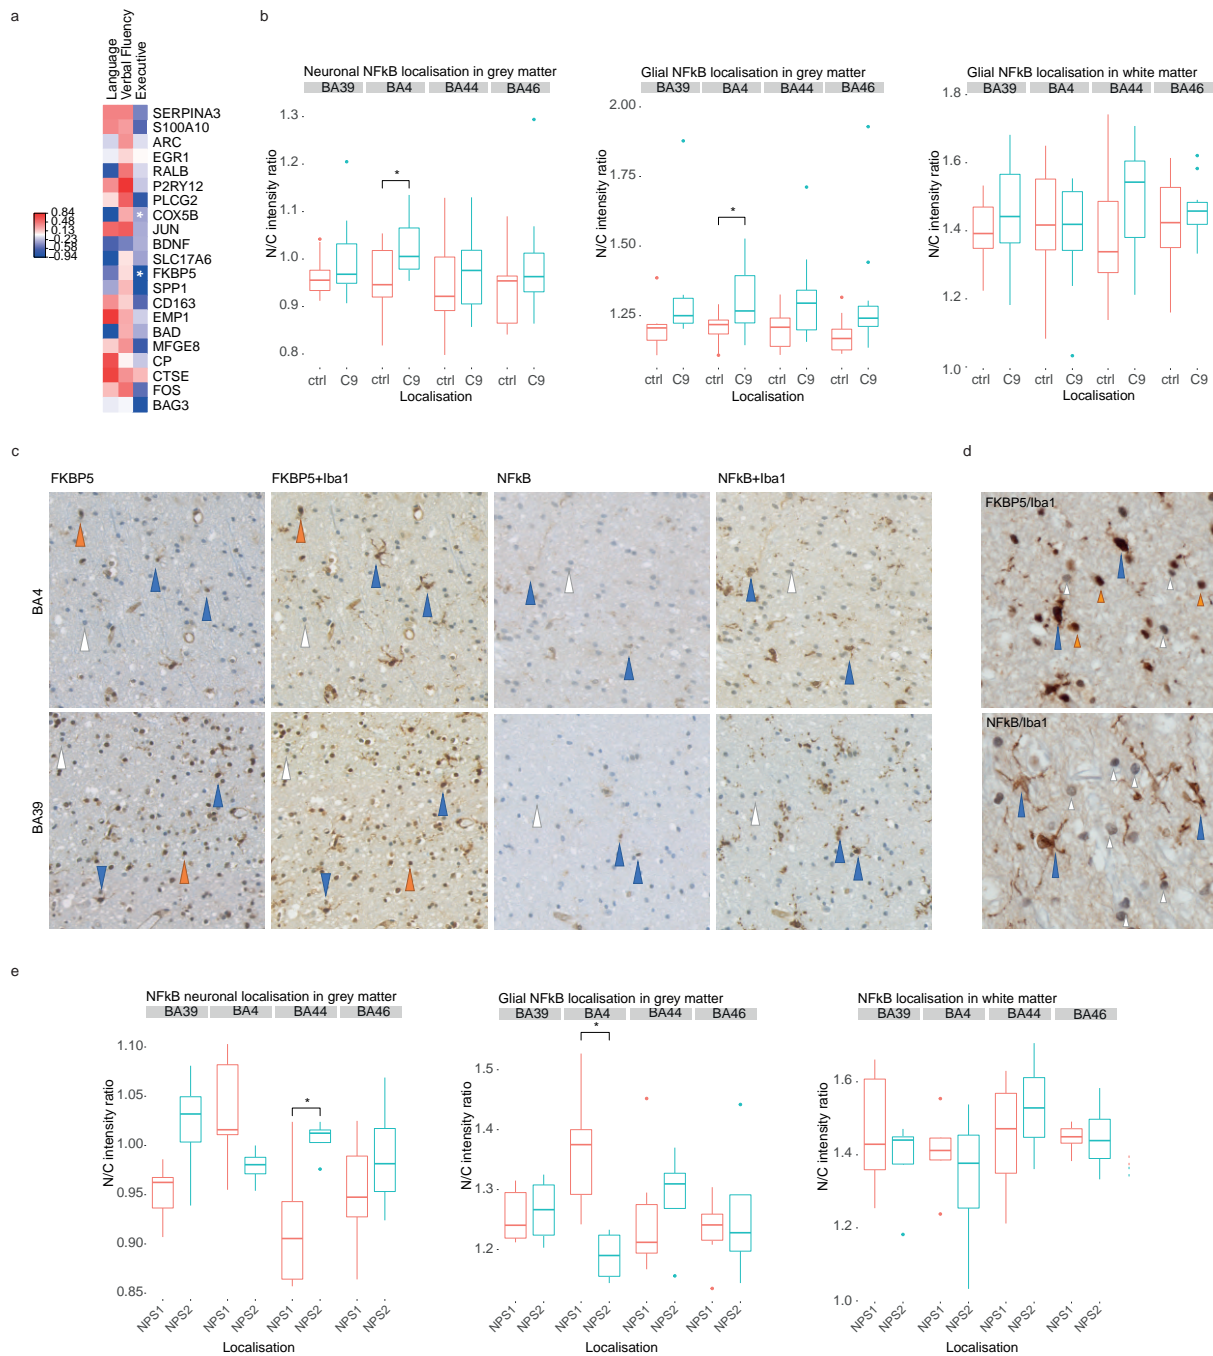 a
Language
Verbal Fluency
Executive
SERPINA3
S100A10
ARC
EGR1
RALB
P2RY12
PLCG2
COX5B
*
JUN
BDNF
SLC17A6
FKBP5
*
SPP1
CD163
EMP1
BAD
MFGE8
CP
CTSE
FOS
BAG3
0.84
0.48
0.13
−0.23
−0.58
−0.94
b
Neuronal NFkB localisation in grey matter
BA39 BA4 BA44 BA46
N/C intensity ratio
1.3
1.2
1.1
1.0
0.9
0.8
*
ctrl C9 ctrl C9 ctrl C9 ctrl C9
Localisation
Glial NFkB localisation in grey matter
BA39 BA4 BA44 BA46
N/C intensity ratio
2.00
1.75
1.50
1.25
*
ctrl C9 ctrl C9 ctrl C9 ctrl C9
Localisation
Glial NFkB localisation in white matter
BA39 BA4 BA44 BA46
N/C intensity ratio
1.8
1.6
1.4
1.2
1.0
ctrl C9 ctrl C9 ctrl C9 ctrl C9
Localisation
c
FKBP5 FKBP5+Iba1 NFkB NFkB+Iba1
BA4
BA39
d
FKBP5/Iba1
NFkB/Iba1
e
NFkB neuronal localisation in grey matter
BA39 BA4 BA44 BA46
N/C intensity ratio
1.10
1.05
1.00
0.95
0.90
0.85
*
NPS1 NPS2 NPS1 NPS2 NPS1 NPS2 NPS1 NPS2
Localisation
Glial NFkB localisation in grey matter
BA39 BA4 BA44 BA46
*
N/C intensity ratio
1.5
1.4
1.3
1.2
NPS1 NPS2 NPS1 NPS2 NPS1 NPS2 NPS1 NPS2
Localisation
NFkB localisation in white matter
BA39 BA4 BA44 BA46
N/C intensity ratio
1.6
1.4
1.2
1.0
NPS1 NPS2 NPS1 NPS2 NPS1 NPS2 NPS1 NPS2
Localisation